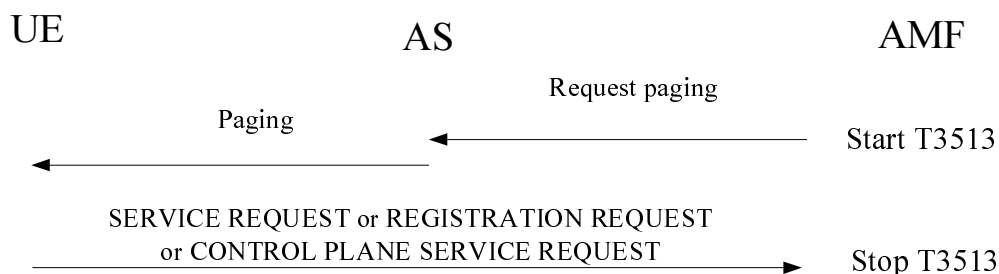 UE
AS
AMF
Request paging
Paging
Start T3513
SERVICE REQUEST or REGISTRATION REQUEST
or CONTROL PLANE SERVICE REQUEST
Stop T3513